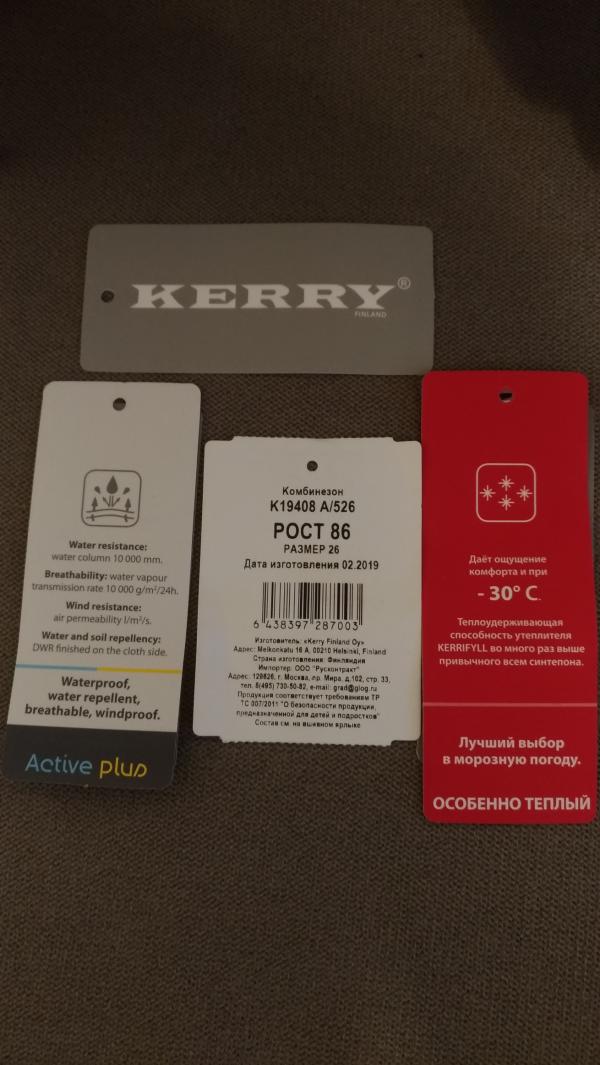 KERRY®
FINLAND
Water resistance:
water column 10 000 mm.
Breathability: water vapour
transmission rate 10 000 g/m²/24h.
Wind resistance:
air permeability l/m²/s.
Water and soil repellency:
DWR finished on the cloth side.
Waterproof,
water repellent,
breathable, windproof.
Active plus
Комбинезон
K19408 A/526
РОСТ 86
РАЗМЕР 26
Дата изготовления 02.2019
6 438397 287003
Изготовитель: «Kerry Finland Oy»
Адрес: Meikonkatu 16 A, 00210 Helsinki, Finland
Страна изготовления: Финляндия
Импортер: ООО "Русконтракт"
Адрес: 129626, г. Москва, пр. Мира, д.102, стр. 33,
тел. 8(495) 730-50-82, e-mail: grad@glog.ru
Продукция соответствует требованиям ТР
ТС 007/2011 "О безопасности продукции,
предназначенной для детей и подростков"
Состав см. на вшивном ярлыке
Даёт ощущение
комфорта и при
- 30° С.
Теплоудерживающая
способность утеплителя
KERRIFYLL во много раз выше
привычного всем синтепона.
Лучший выбор
в морозную погоду.
ОСОБЕННО ТЕПЛЫЙ